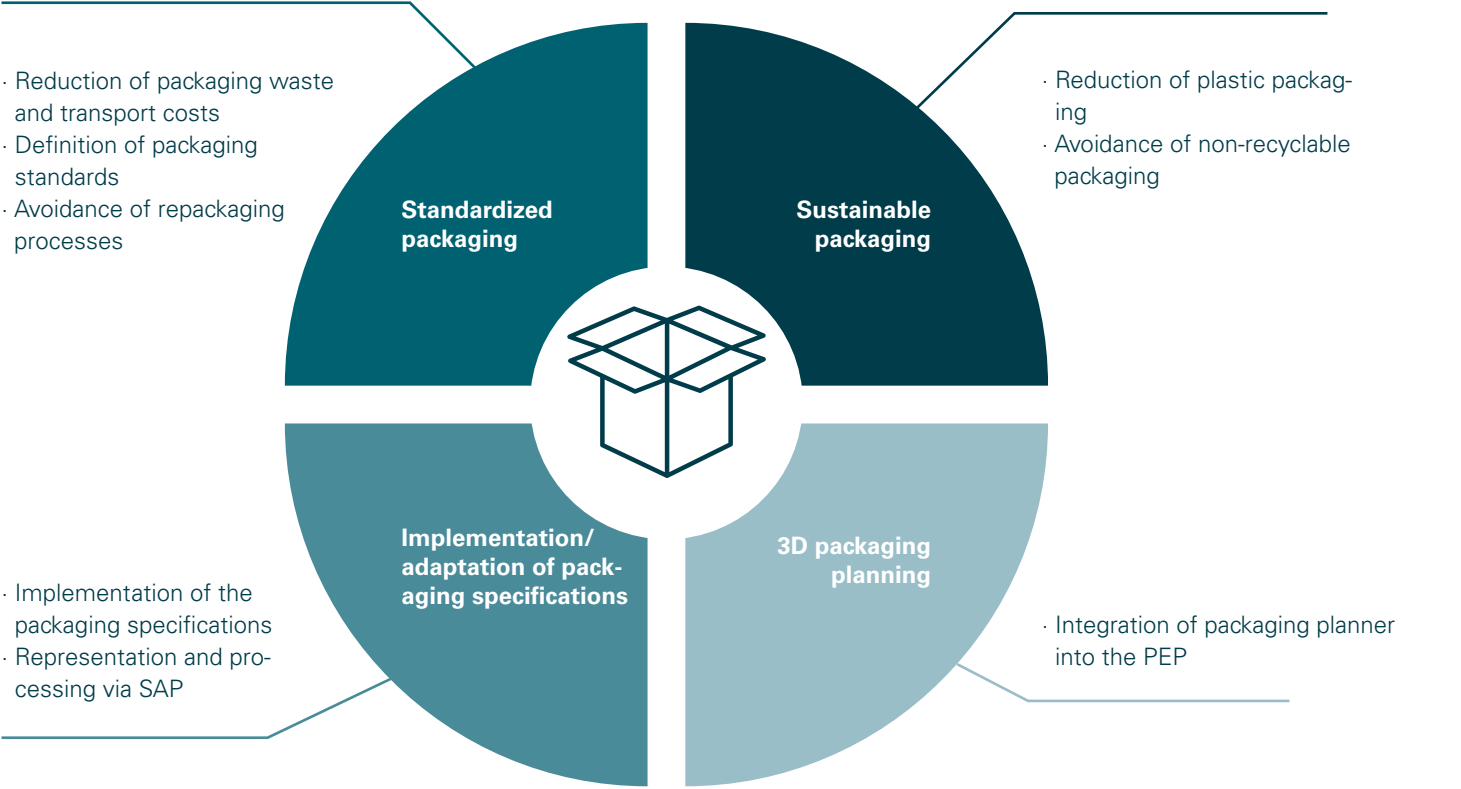 · Reduction of packaging waste
and transport costs
· Definition of packaging
standards
· Avoidance of repackaging
processes
Standardized
packaging
· Reduction of plastic packag-
ing
· Avoidance of non-recyclable
packaging
Sustainable
packaging
Implementation/
adaptation of pack-
aging specifications
· Implementation of the
packaging specifications
· Representation and pro-
cessing via SAP
3D packaging
planning
· Integration of packaging planner
into the PEP